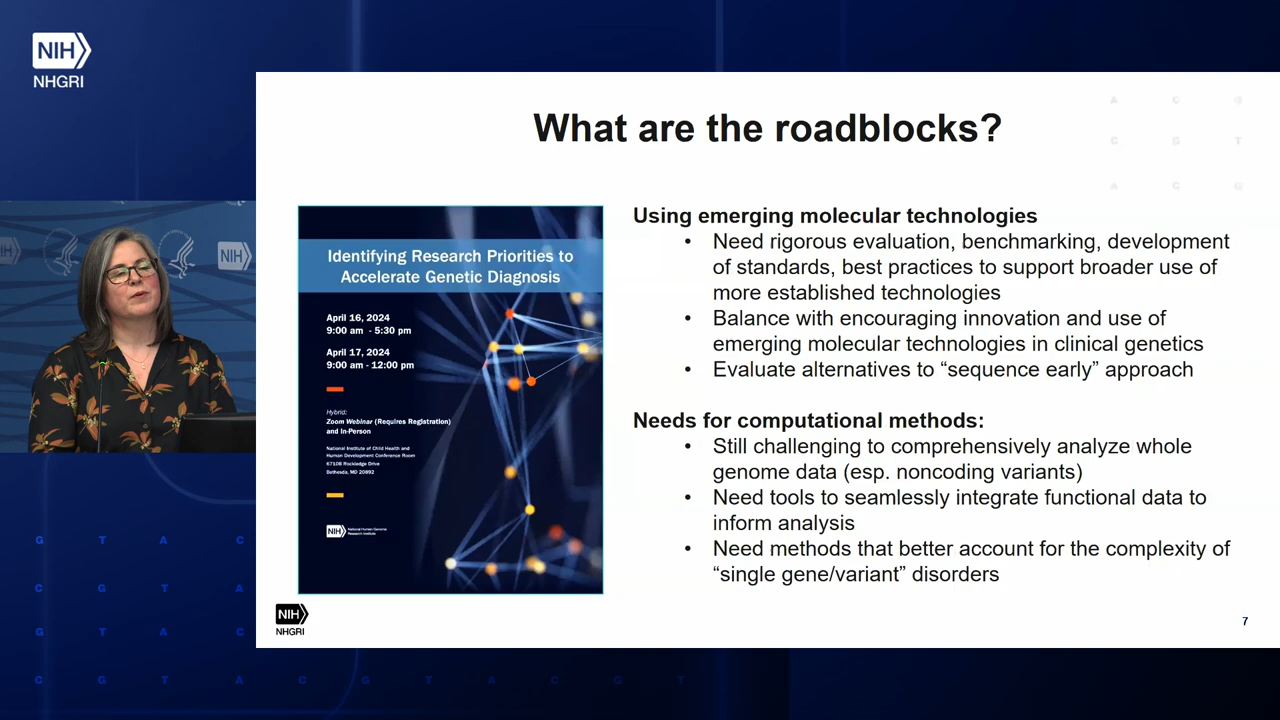 NIH
NHGRI
What are the roadblocks?
A C G
C G T
A C G
NIH
Identifying Research Priorities to
Accelerate Genetic Diagnosis
April 16, 2024
9:00 am - 5:30 pm
April 17, 2024
9:00 am - 12:00 pm
Hybrid:
Zoom Webinar (Requires Registration)
and In-Person
National Institute of Child Health and
Human Development Conference Room
6710B Rockledge Drive
Bethesda, MD 20892
NIH
National Human Genome
Research Institute
Using emerging molecular technologies
• Need rigorous evaluation, benchmarking, development
of standards, best practices to support broader use of
more established technologies
• Balance with encouraging innovation and use of
emerging molecular technologies in clinical genetics
• Evaluate alternatives to “sequence early” approach
Needs for computational methods:
• Still challenging to comprehensively analyze whole
genome data (esp. noncoding variants)
• Need tools to seamlessly integrate functional data to
inform analysis
• Need methods that better account for the complexity of
“single gene/variant” disorders
NIH
NHGRI
7
G T A C
C G T A
G T A C
C G T A C G T A C G T